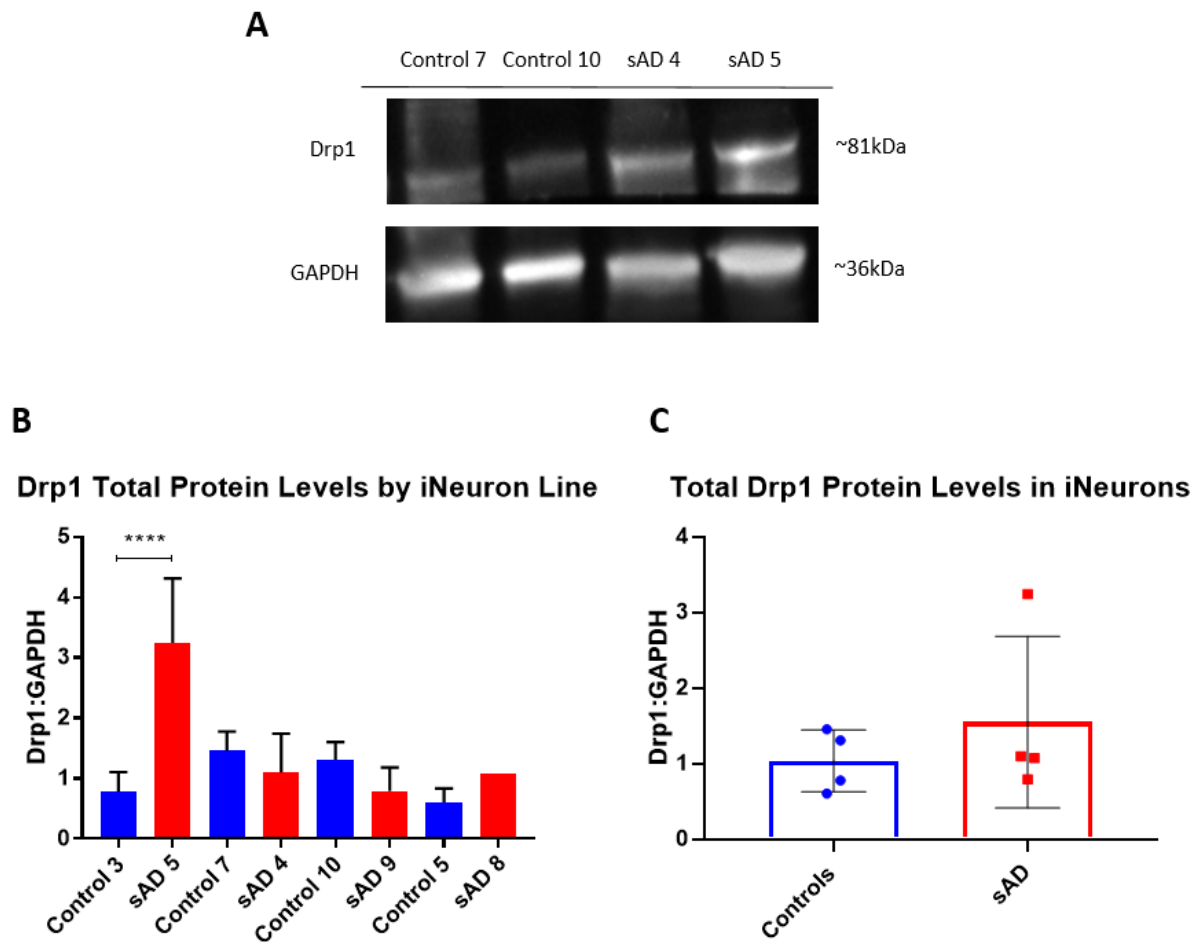 A
Control 7 Control 10 sAD 4 sAD 5
Drp1 ~81kDa
GAPDH ~36kDa
B
Drp1 Total Protein Levels by iNeuron Line
Drp1:GAPDH
5
4
3
2
1
0
****
Control 3
sAD 5
Control 7
sAD 4
Control 10
sAD 9
Control 5
sAD 8
C
Total Drp1 Protein Levels in iNeurons
Drp1:GAPDH
4
3
2
1
0
Controls
sAD